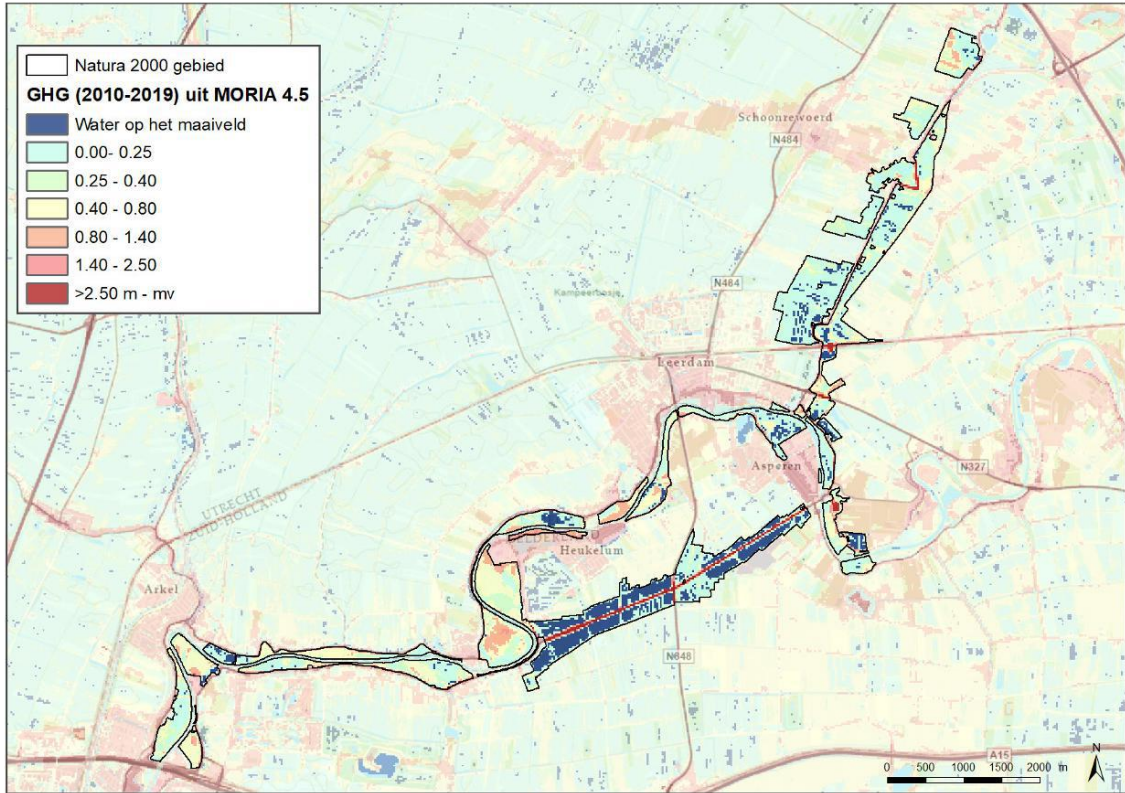 Natura 2000 gebied
GHG (2010-2019) uit MORIA 4.5
Water op het maaiveld
0.00- 0.25
0.25 - 0.40
0.40 - 0.80
0.80 - 1.40
1.40 - 2.50
>2.50 m - mv
Schoonrewoerd
N484
Kampeerbosje
N484
Leerdam
UTRECHT
ZUID-HOLLAND
Asperen
N327
Heukelum
Arkel
N848
A15
N
0 500 1000 1500 2000 m